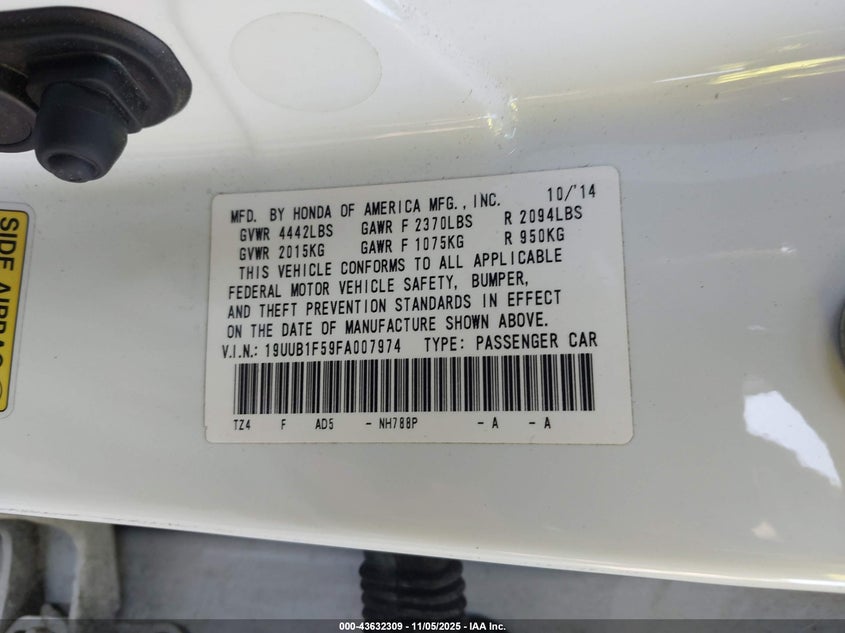 MFD. BY HONDA OF AMERICA MFG., INC. 10/'14
GVWR 4442LBS GAWR F 2370LBS R 2094LBS
GVWR 2015KG GAWR F 1075KG R 950KG
THIS VEHICLE CONFORMS TO ALL APPLICABLE
FEDERAL MOTOR VEHICLE SAFETY, BUMPER,
AND THEFT PREVENTION STANDARDS IN EFFECT
ON THE DATE OF MANUFACTURE SHOWN ABOVE.
V.I.N.: 19UUB1F59FA007974 TYPE: PASSENGER CAR
TZ4 F AD5 - NH788P - A - A
SIDE AIRBAG
000-43632309 - 11/05/2025 - IAA Inc.